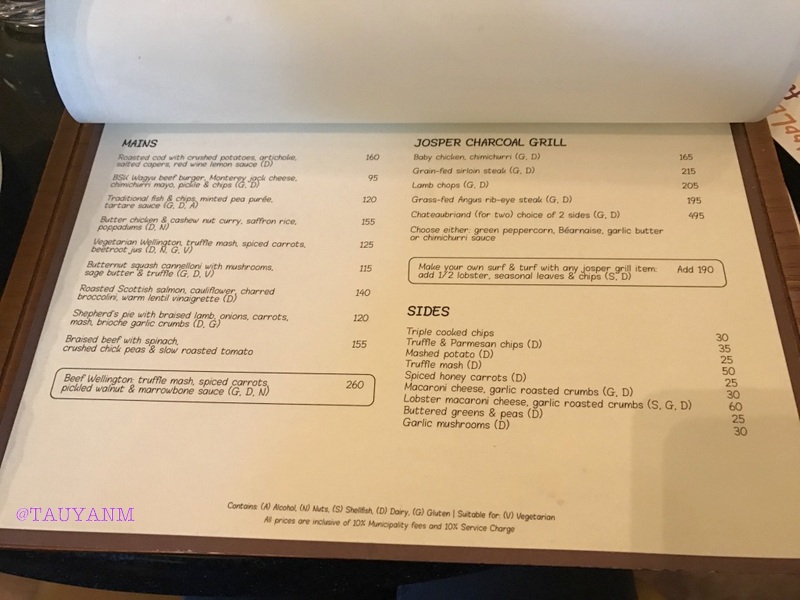 MAINS
Roasted cod with crushed potatoes, artichoke,
salted capers, red wine lemon sauce (D) 160
BSK Wagyu beef burger, Monterey jack cheese,
chimichurri mayo, pickle & chips (G, D) 95
Traditional fish & chips, minted pea purée,
tartare sauce (G, D, A) 120
Butter chicken & cashew nut curry, saffron rice,
poppadums (D, N) 155
Vegetarian Wellington, truffle mash, spiced carrots,
beetroot jus (D, N, G, V) 125
Butternut squash cannelloni with mushrooms,
sage butter & truffle (G, D, V) 115
Roasted Scottish salmon, cauliflower, charred
broccolini, warm lentil vinaigrette (D) 140
Shepherd's pie with braised lamb, onions, carrots,
mash, brioche garlic crumbs (D, G) 120
Braised beef with spinach,
crushed chick peas & slow roasted tomato 155
Beef Wellington: truffle mash, spiced carrots,
pickled walnut & marrowbone sauce (G, D, N) 260
JOSPER CHARCOAL GRILL
Baby chicken, chimichurri (G, D) 165
Grain-fed sirloin steak (G, D) 215
Lamb chops (G, D) 205
Grass-fed Angus rib-eye steak (G, D) 195
Chateaubriand (for two) choice of 2 sides (G, D) 495
Choose either: green peppercorn, Béarnaise, garlic butter
or chimichurri sauce
Make your own surf & turf with any josper grill item:
add 1/2 lobster, seasonal leaves & chips (S, D) Add 190
SIDES
Triple cooked chips 30
Truffle & Parmesan chips (D) 35
Mashed potato (D) 25
Truffle mash (D) 50
Spiced honey carrots (D) 25
Macaroni cheese, garlic roasted crumbs (G, D) 30
Lobster macaroni cheese, garlic roasted crumbs (S, G, D) 60
Buttered greens & peas (D) 25
Garlic mushrooms (D) 30
Contains: (A) Alcohol, (N) Nuts, (S) Shellfish, (D) Dairy, (G) Gluten | Suitable for: (V) Vegetarian
All prices are inclusive of 10% Municipality fees and 10% Service Charge
@TAUYANM